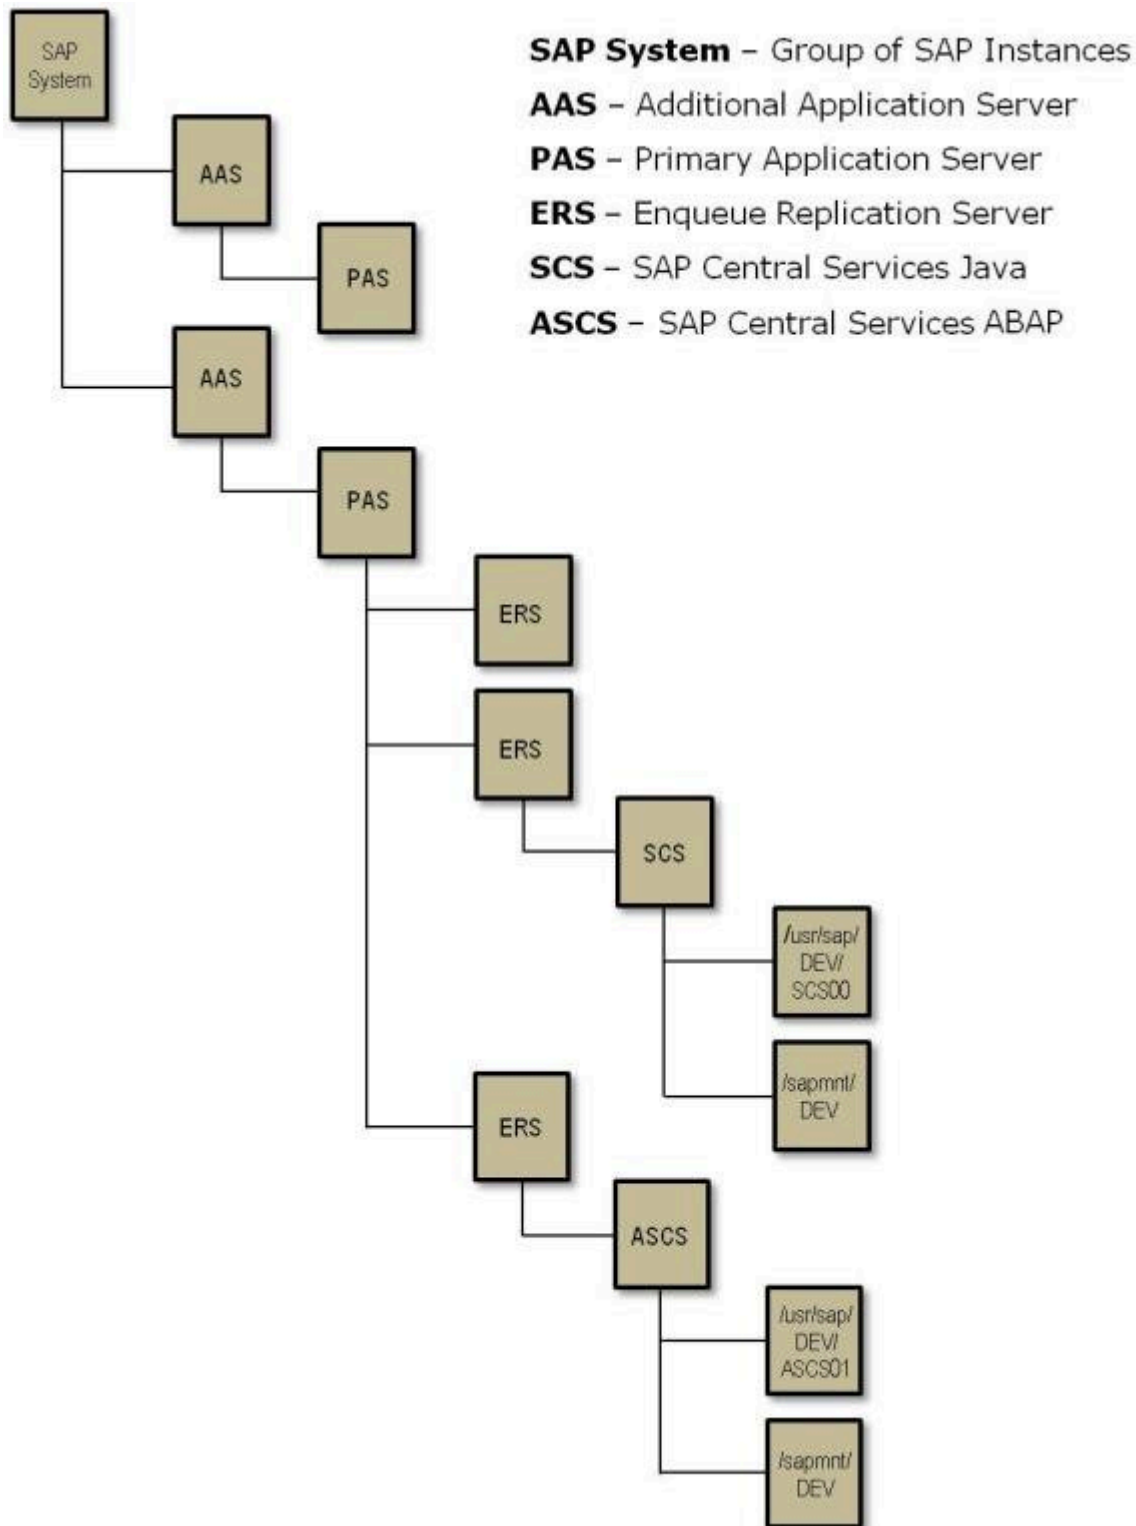 SAP
System
SAP System – Group of SAP Instances
AAS – Additional Application Server
PAS – Primary Application Server
ERS – Enqueue Replication Server
SCS – SAP Central Services Java
ASCS – SAP Central Services ABAP
AAS
PAS
AAS
PAS
ERS
ERS
SCS
/usr/sap/
DEV/
SCS00
/sapmnt/
DEV
ERS
ASCS
/usr/sap/
DEV/
ASCS01
/sapmnt/
DEV